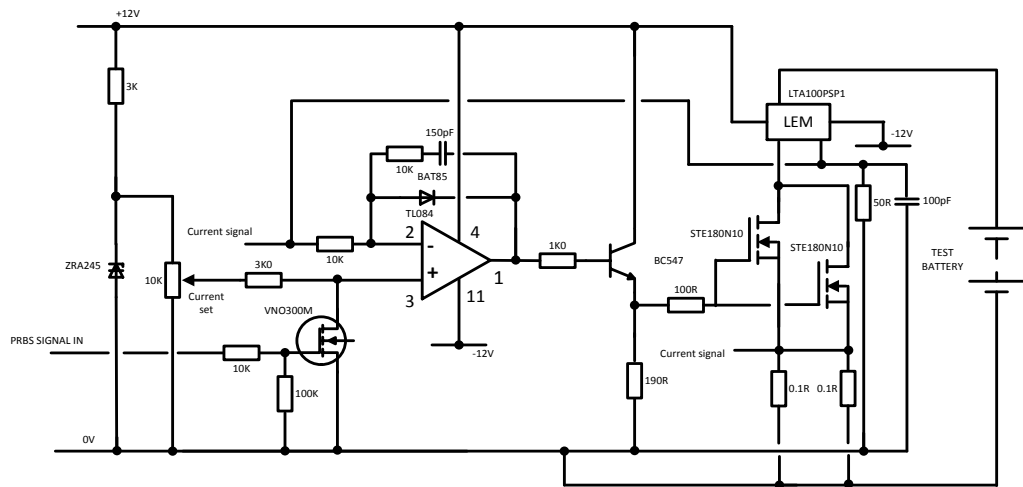 +12V
LTA100PSP1
3K
LEM
150pF
-12V
10K
BAT85
50R
100pF
TL084
STE180N10
Current signal
2
-
4
STE180N10
10K
1K0
BC547
TEST
BATTERY
ZRA245
3K0
+
1
10K
Current
set
3
11
100R
VNO300M
PRBS SIGNAL IN
-12V
Current signal
10K
190R
100K
0.1R
0.1R
0V